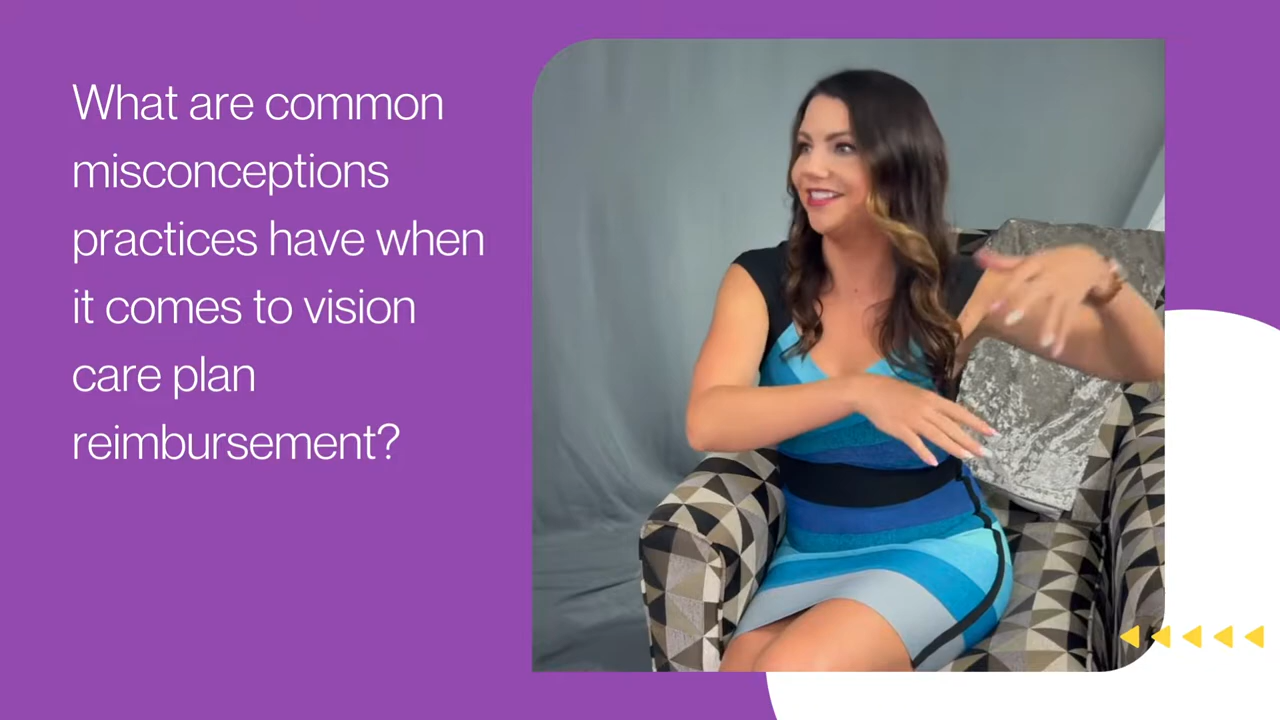 What are common
misconceptions
practices have when
it comes to vision
care plan
reimbursement?